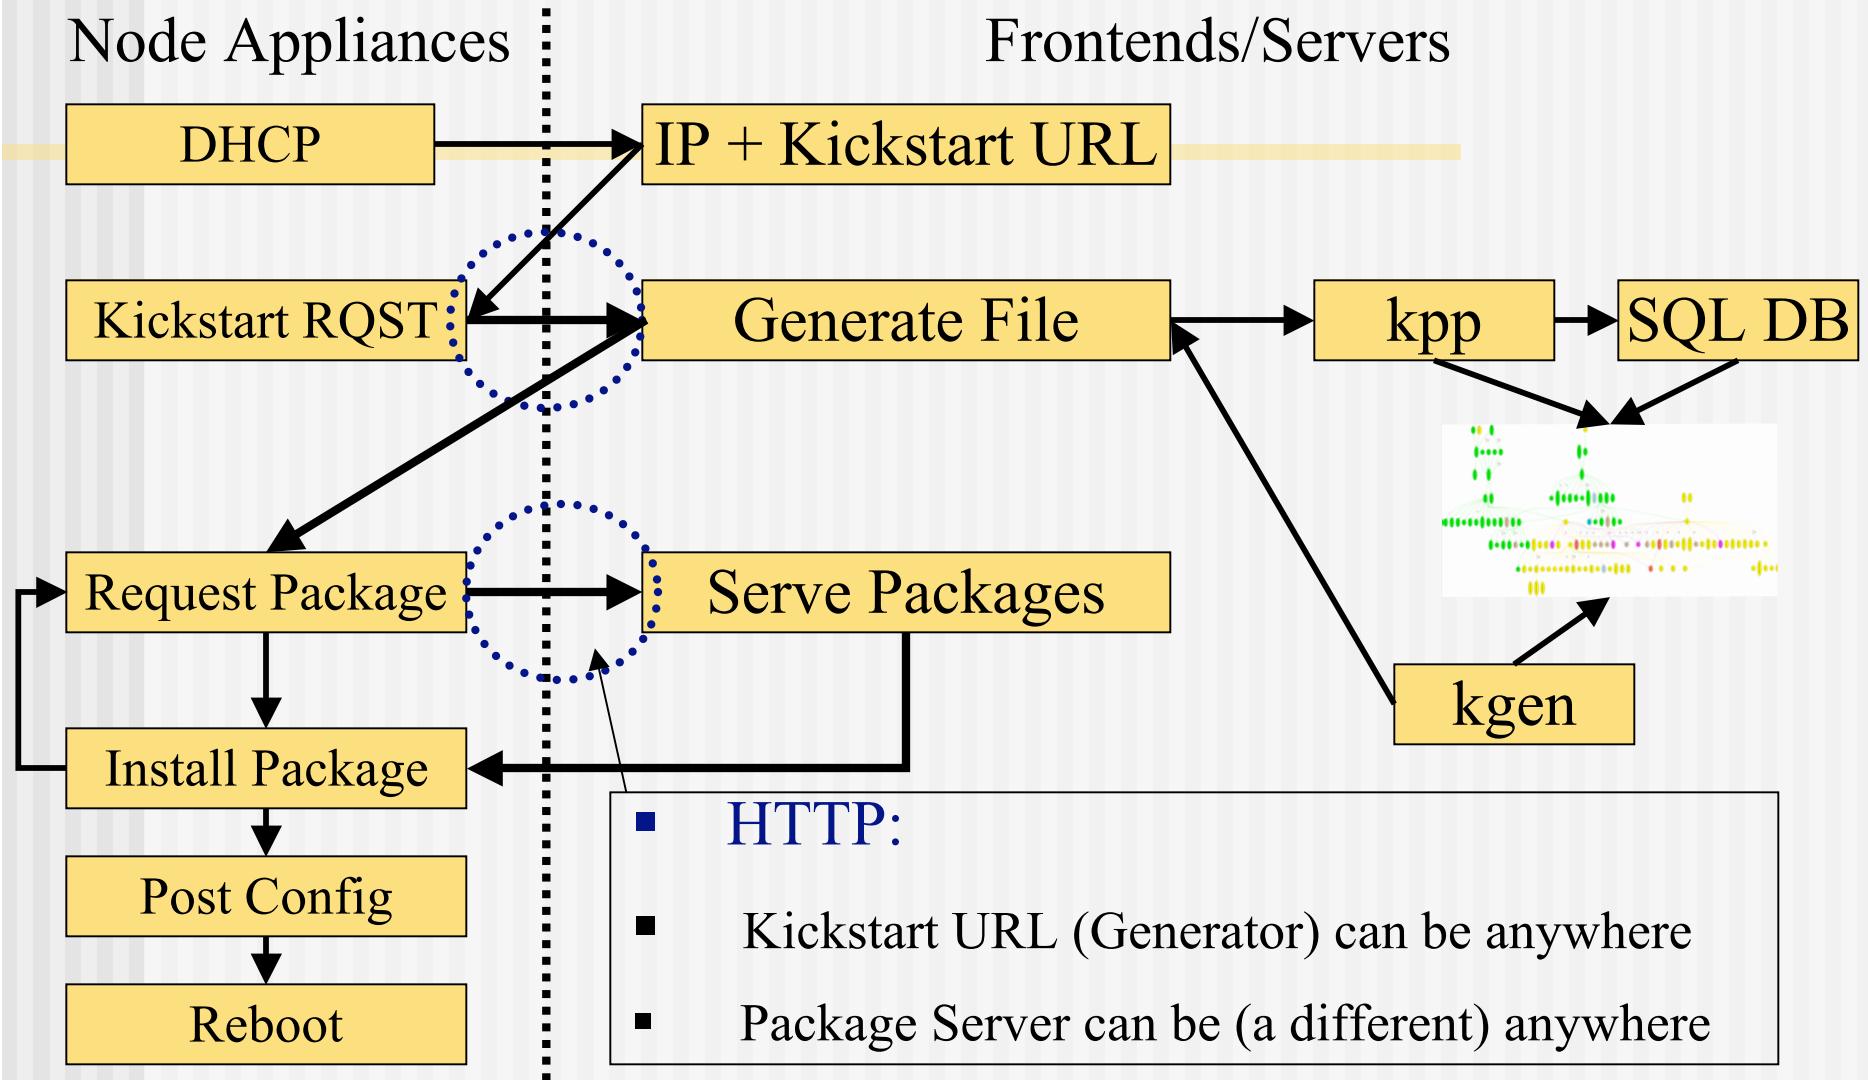 Node Appliances
Frontends/Servers
DHCP
IP + Kickstart URL
Kickstart RQST
Generate File
kpp
SQL DB
Request Package
Serve Packages
kgen
Install Package
Post Config
Reboot
HTTP:
Kickstart URL (Generator) can be anywhere
Package Server can be (a different) anywhere